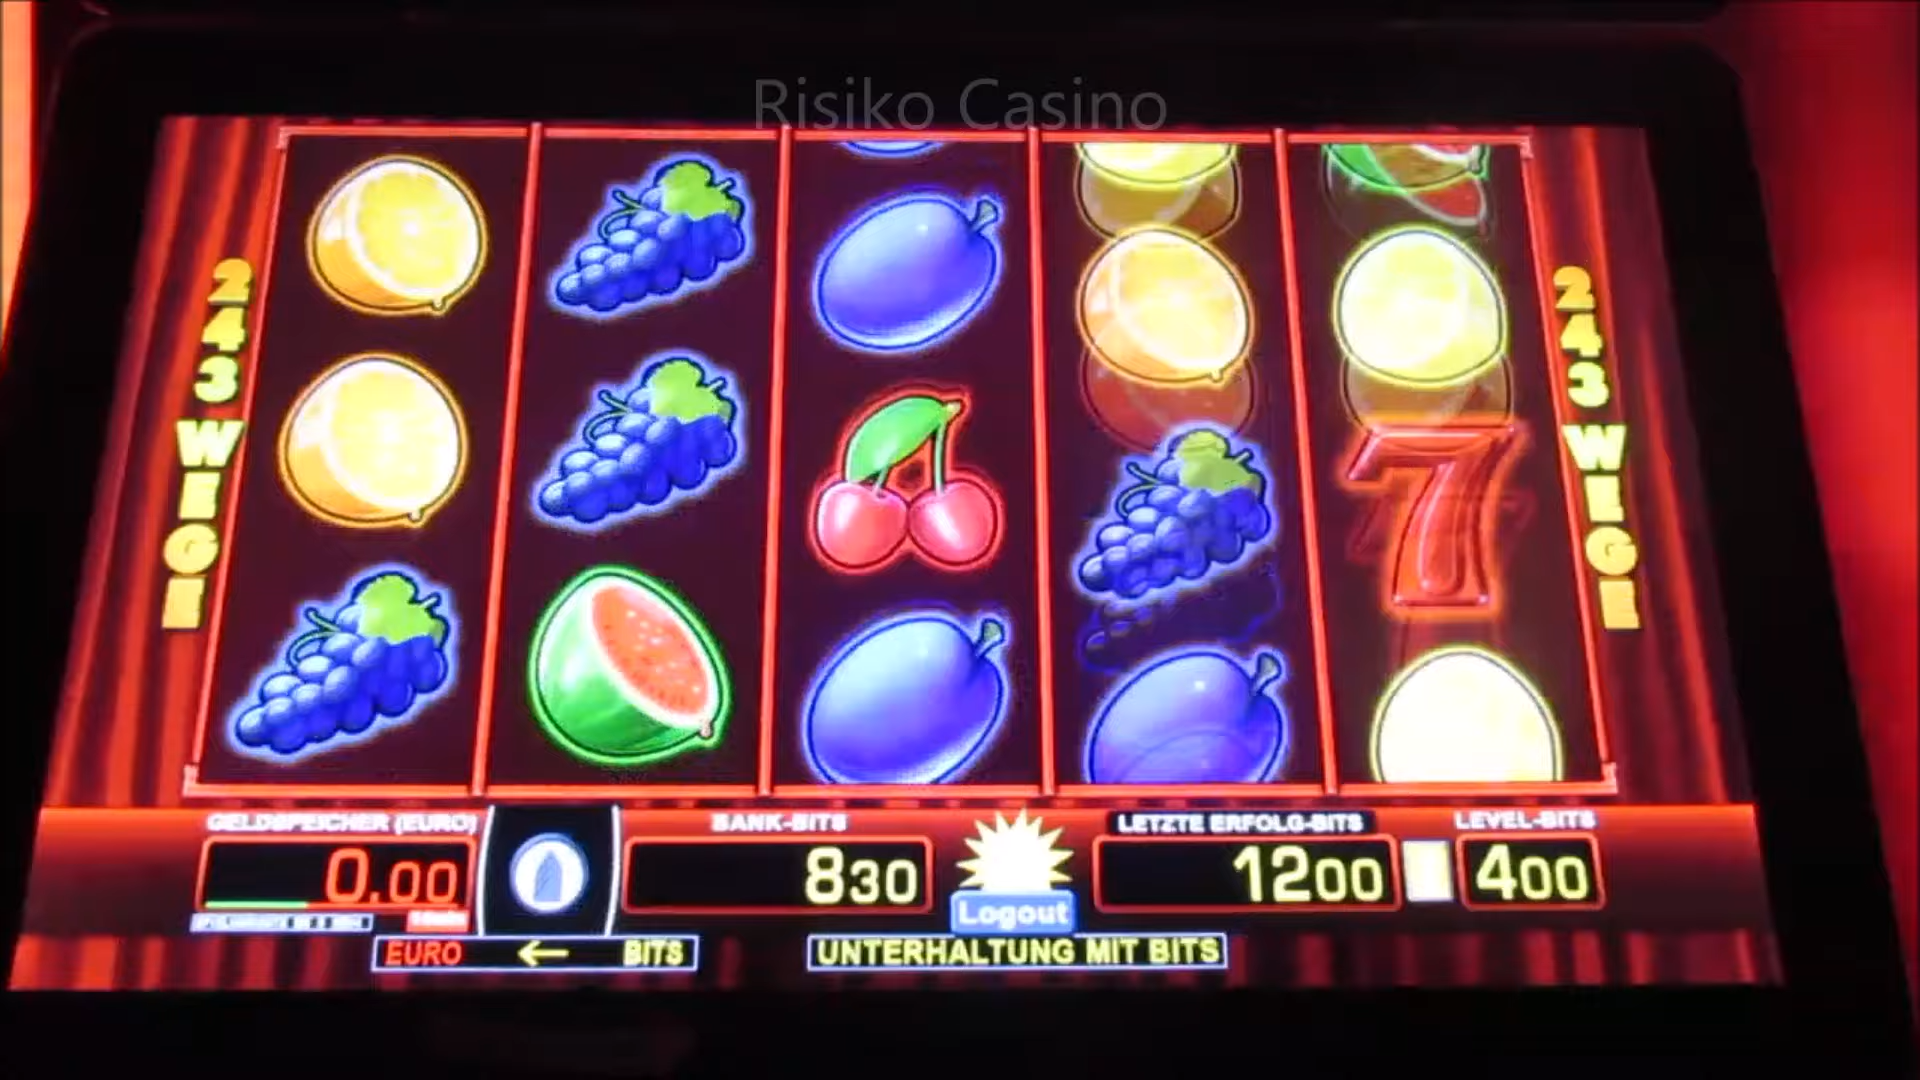 Risiko Casino
243 WEGE
243 WEGE
7
GELDSPEICHER (EURO)
BANK-BITS
LETZTE ERFOLG-BITS
LEVEL-BITS
0.00
830
1200
400
Logout
EURO ← BITS
UNTERHALTUNG MIT BITS